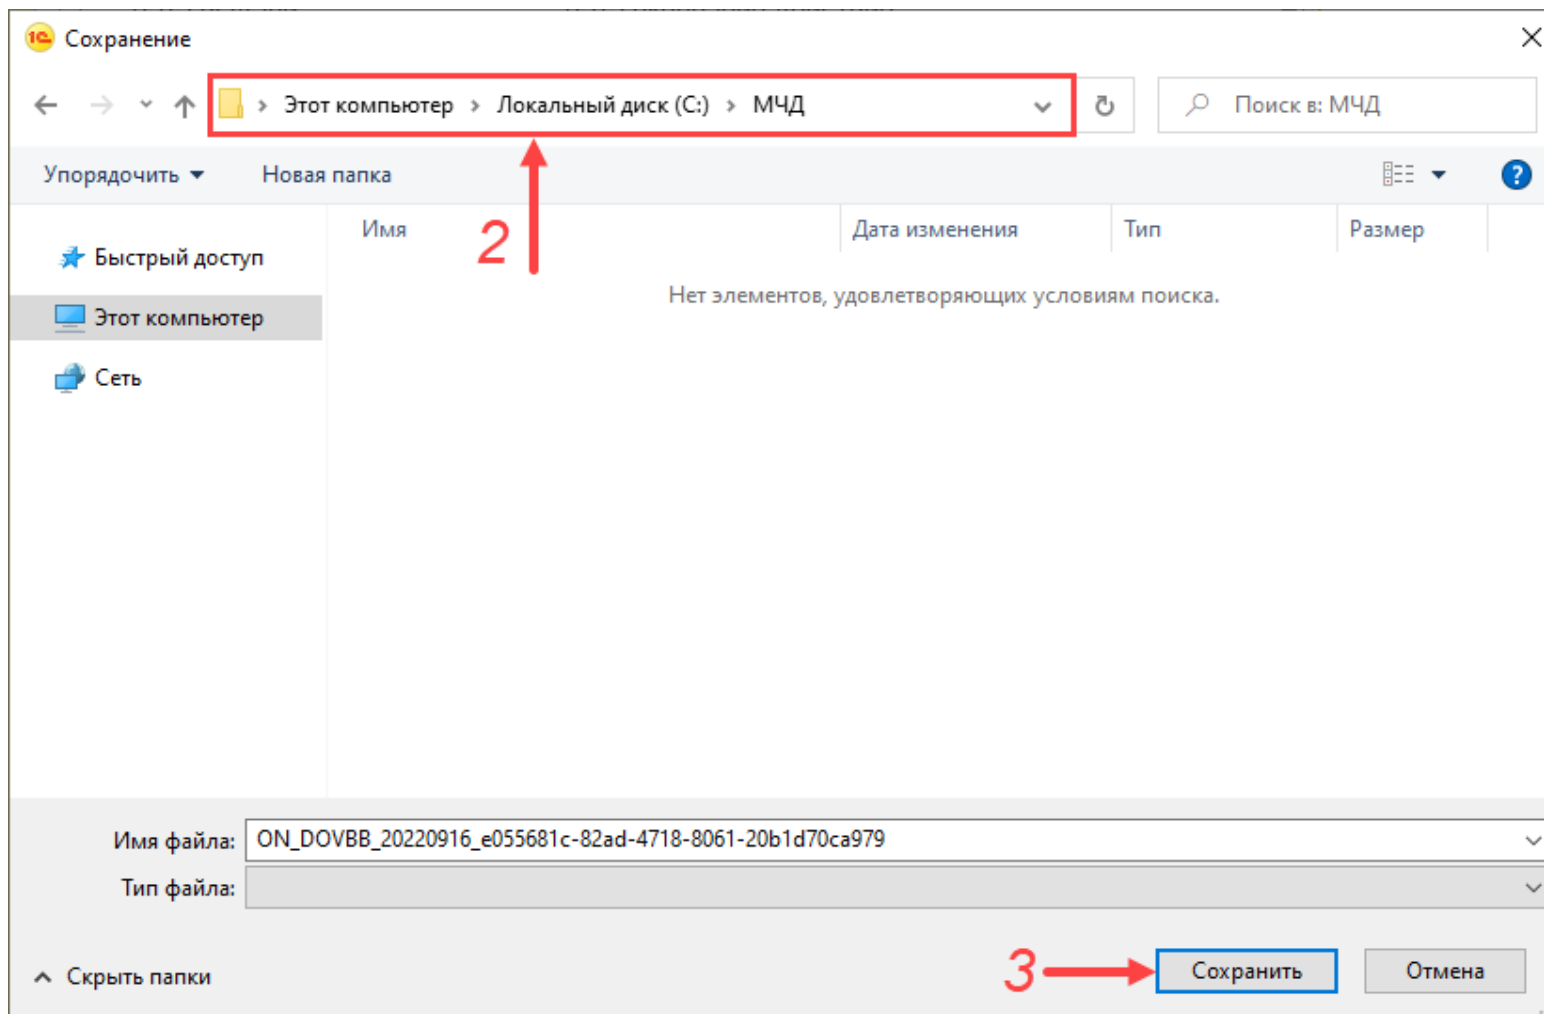 1С Сохранение
Этот компьютер > Локальный диск (C:) > МЧД
Поиск в: МЧД
Упорядочить
Новая папка
?
2
Имя
Дата изменения
Тип
Размер
Быстрый доступ
Нет элементов, удовлетворяющих условиям поиска.
Этот компьютер
Сеть
Имя файла: ON_DOVBB_20220916_e055681c-82ad-4718-8061-20b1d70ca979
Тип файла:
Скрыть папки
3
Сохранить
Отмена